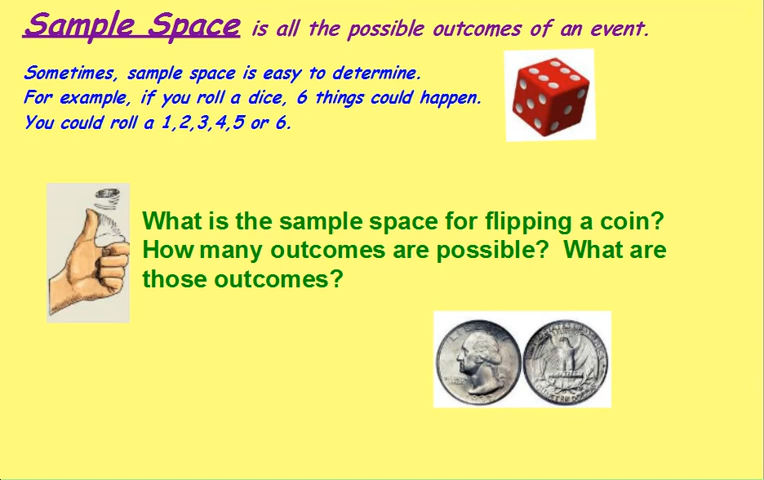 Sample Space is all the possible outcomes of an event.
Sometimes, sample space is easy to determine.
For example, if you roll a dice, 6 things could happen.
You could roll a 1,2,3,4,5 or 6.
What is the sample space for flipping a coin?
How many outcomes are possible?  What are
those outcomes?